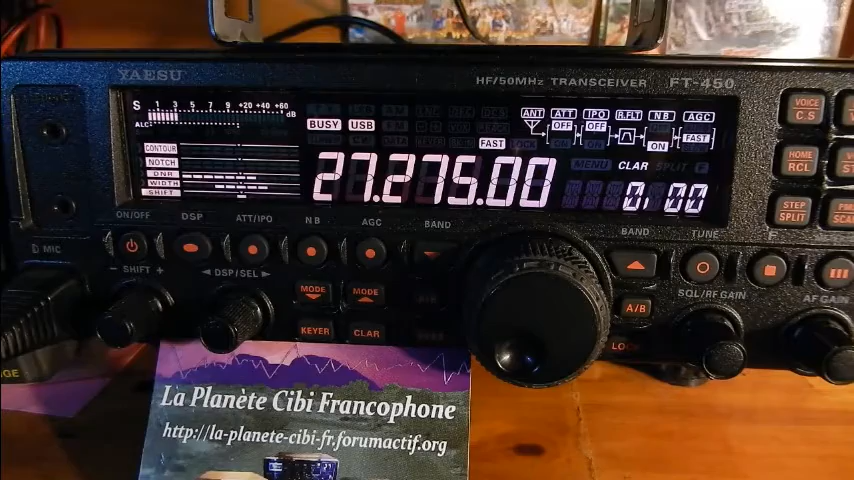 YAESU
HF/50MHz TRANSCEIVER FT-450
S 1 3 5 7 9 +20 +40 +60 dB
ALC
BUSY USB
ANT ATT IPO R.FLT NB AGC
OFF OFF ON FAST
FAST LOCK
CONTOUR
NOTCH
DNR
WIDTH
SHIFT
MENU CLAR SPLIT
27.275.00
0.00
VOICE
C.S
HOME
RCL
STEP
SPLIT
ON/OFF DSP ATT/IPO NB AGC BAND
BAND TUNE
MIC
- SHIFT +
DSP/SEL
MODE MODE
A/B
SQL/RF GAIN
AF GAIN
KEYER CLAR
LOCK
La Planète Cibi Francophone
http://la-planete-cibi-fr.forumactif.org